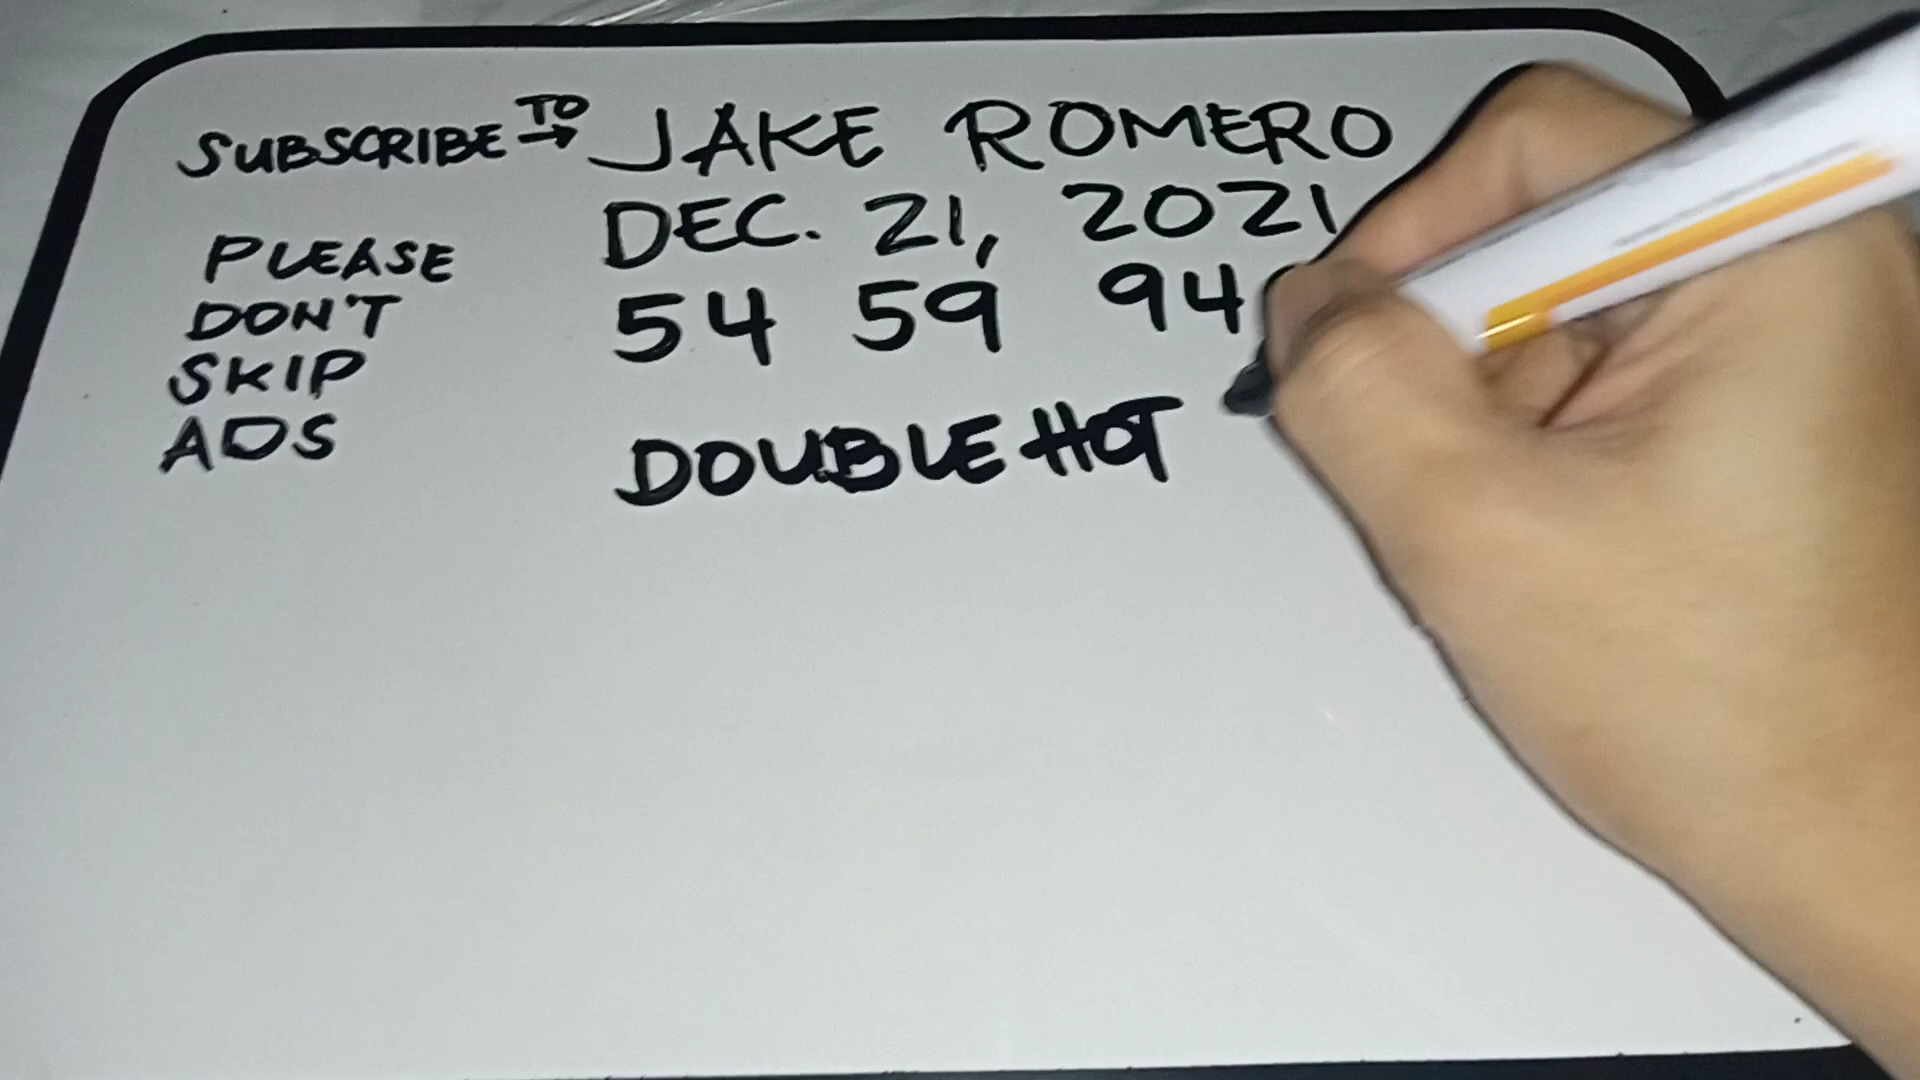 SUBSCRIBE TO → JAKE ROMERO
DEC. 21, 2021
54 59 94
DOUBLE HOT
PLEASE
DON'T
SKIP
ADS